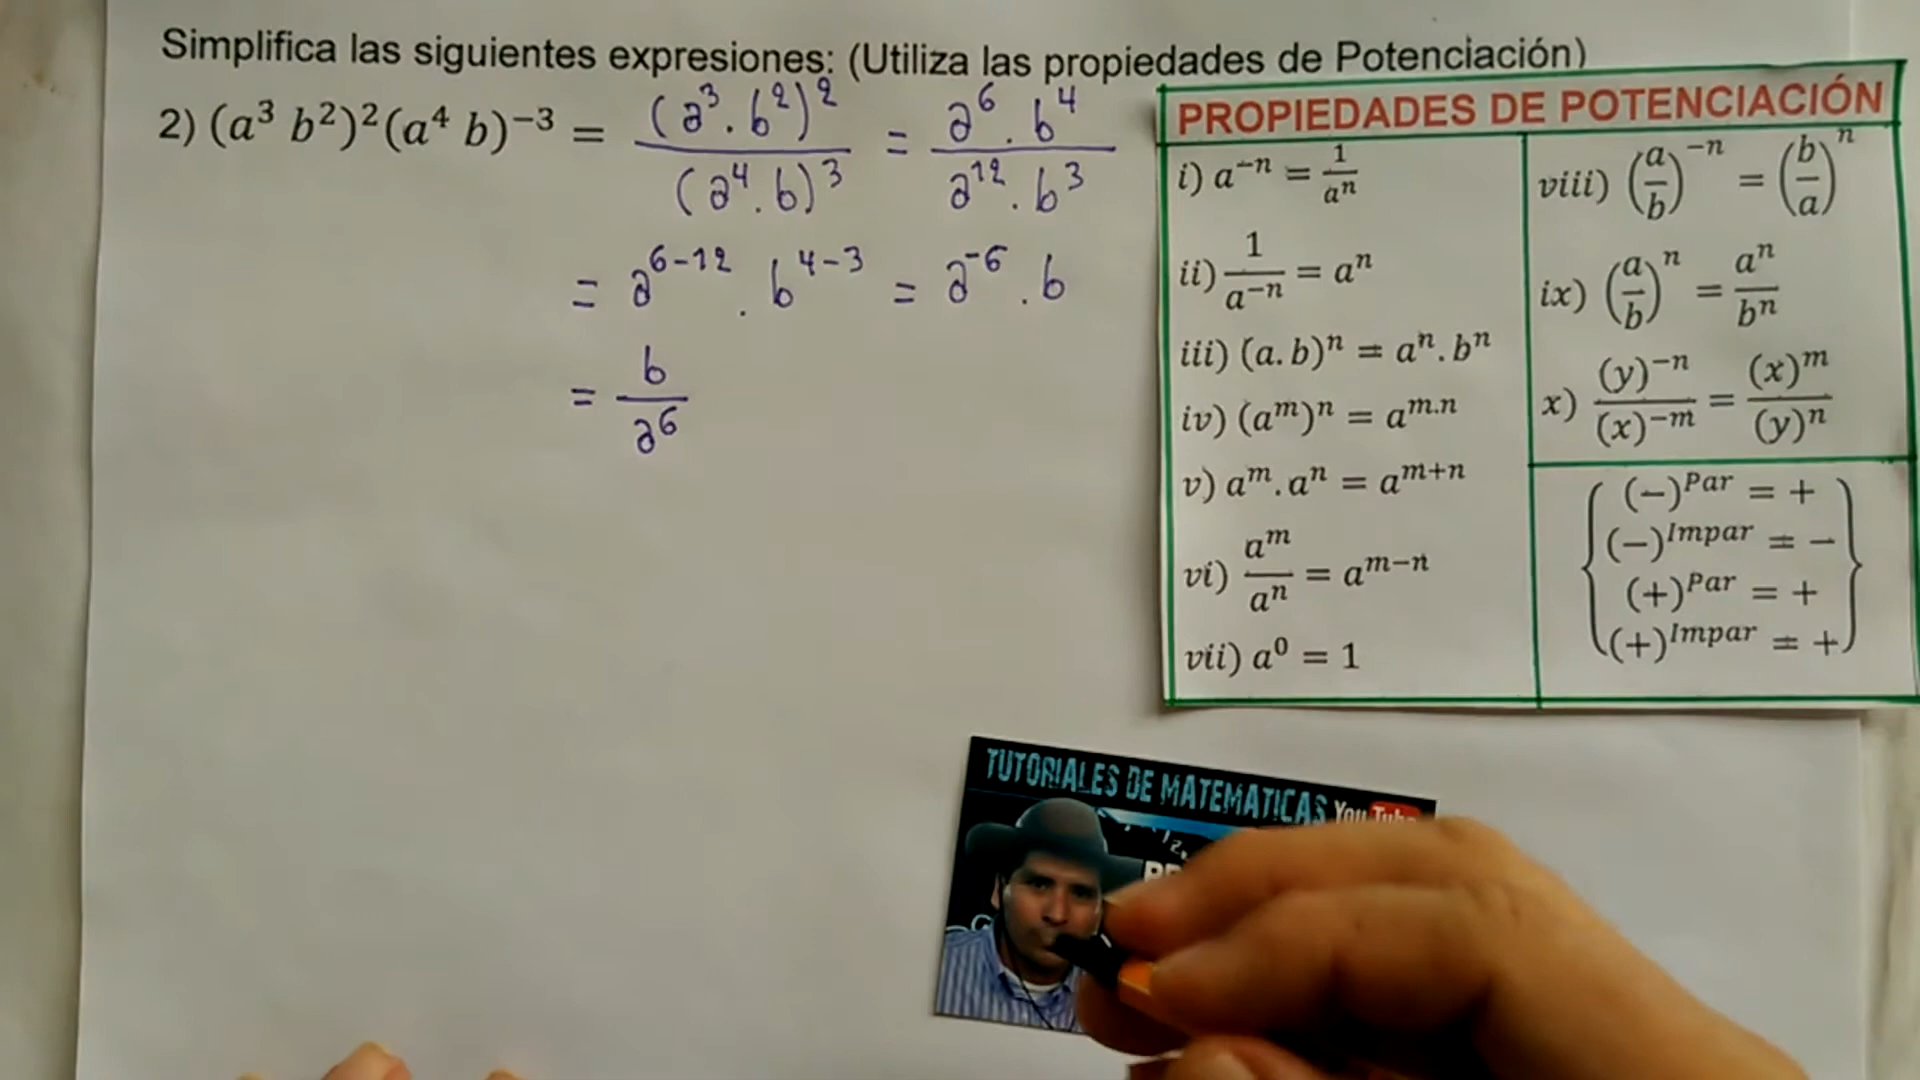 Simplifica las siguientes expresiones: (Utiliza las propiedades de Potenciación)
2) (a³ b²)²(a⁴ b)⁻³ = (a³ . b²)² / (a⁴ . b)³ = a⁶ . b⁴ / a¹² . b³
= a⁶⁻¹² . b⁴⁻³ = a⁻⁶ . b
= b / a⁶
PROPIEDADES DE POTENCIACIÓN
i) a⁻ⁿ = 1/aⁿ
ii) 1/a⁻ⁿ = aⁿ
iii) (a. b)ⁿ = aⁿ. bⁿ
iv) (aᵐ)ⁿ = aᵐ·ⁿ
v) aᵐ. aⁿ = aᵐ⁺ⁿ
vi) aᵐ/aⁿ = aᵐ⁻ⁿ
vii) a⁰ = 1
viii) (a/b)⁻ⁿ = (b/a)ⁿ
ix) (a/b)ⁿ = aⁿ/bⁿ
x) (y)⁻ⁿ/(x)⁻ᵐ = (x)ᵐ/(y)ⁿ
(−)^Par = +
(−)^Impar = −
(+)^Par = +
(+)^Impar = +
TUTORIALES DE MATEMATICAS YouTube